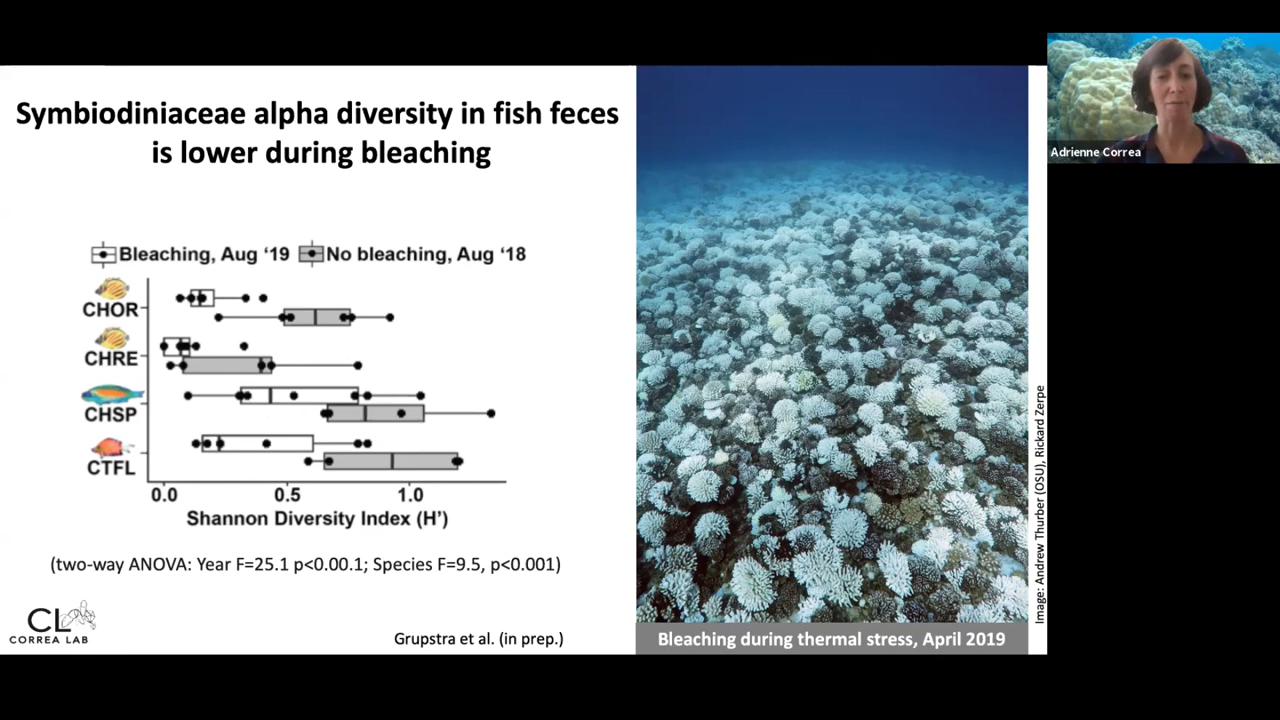 Symbiodiniaceae alpha diversity in fish feces
is lower during bleaching
Bleaching, Aug ‘19 No bleaching, Aug ‘18
CHOR
CHRE
CHSP
CTFL
0.0 0.5 1.0
Shannon Diversity Index (H’)
(two-way ANOVA: Year F=25.1 p<0.00.1; Species F=9.5, p<0.001)
CL
CORREA LAB
Grupstra et al. (in prep.)
Bleaching during thermal stress, April 2019
Image: Andrew Thurber (OSU), Rickard Zerpe
Adrienne Correa